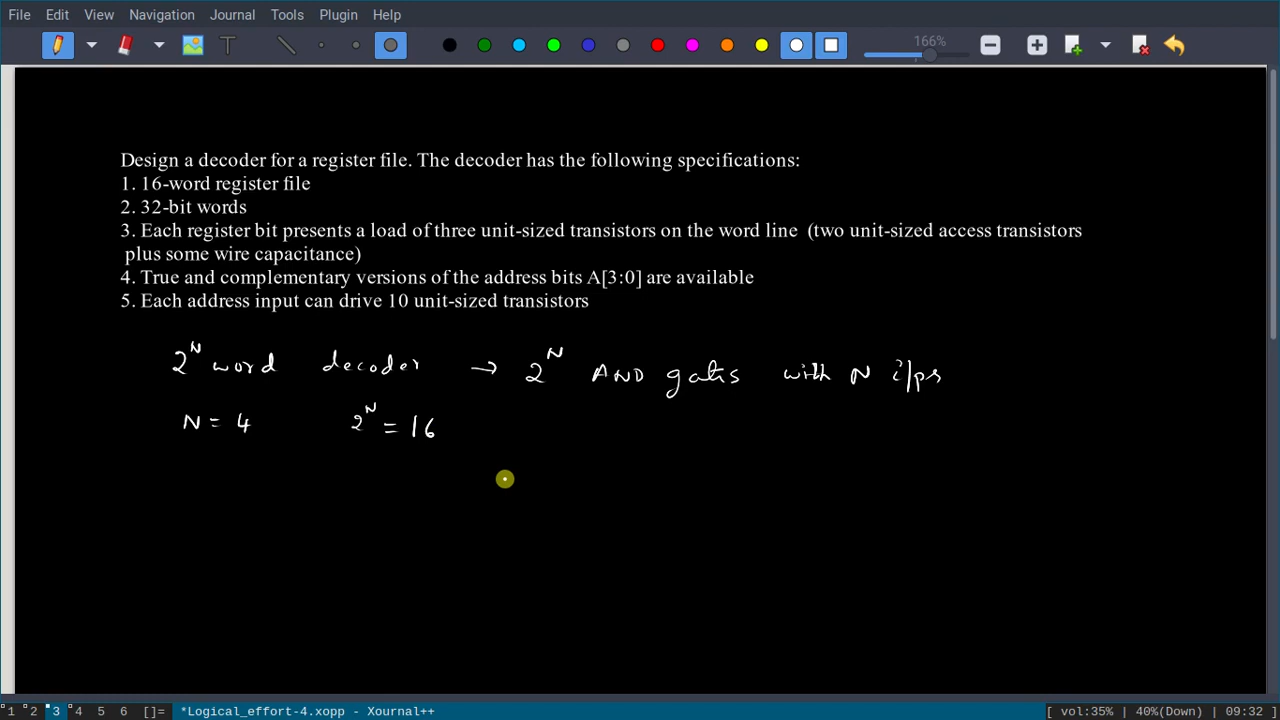 File Edit View Navigation Journal Tools Plugin Help
166%
Design a decoder for a register file. The decoder has the following specifications:
1. 16-word register file
2. 32-bit words
3. Each register bit presents a load of three unit-sized transistors on the word line (two unit-sized access transistors
plus some wire capacitance)
4. True and complementary versions of the address bits A[3:0] are available
5. Each address input can drive 10 unit-sized transistors
2^N word decoder → 2^N AND gates with N i/ps
N = 4 2^N = 16
1 2 3 4 5 6 []= *Logical_effort-4.xopp - Xournal++ [ vol:35% | 40%(Down) | 09:32 ]